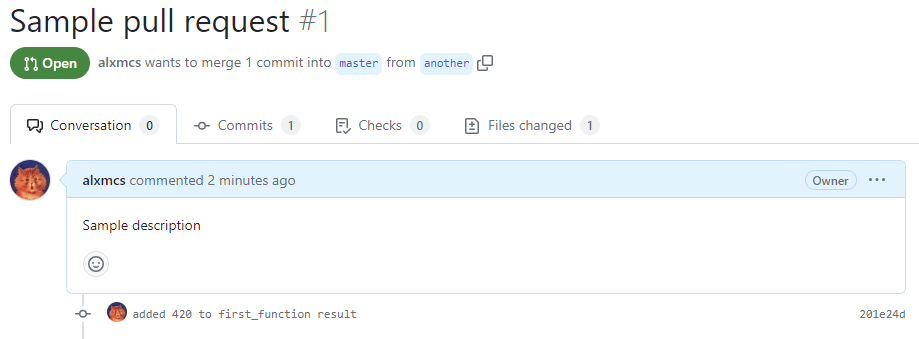 Sample pull request #1
Open alxmcs wants to merge 1 commit into master from another
Conversation 0 Commits 1 Checks 0 Files changed 1
alxmcs commented 2 minutes ago Owner
Sample description
added 420 to first_function result 201e24d